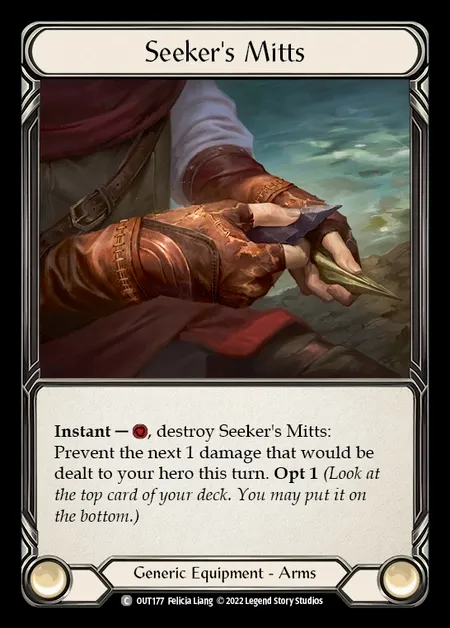 Seeker's Mitts
Instant — , destroy Seeker's Mitts:
Prevent the next 1 damage that would be
dealt to your hero this turn. Opt 1 (Look at
the top card of your deck. You may put it on
the bottom.)
Generic Equipment - Arms
C OUT177 Felicia Liang © 2022 Legend Story Studios